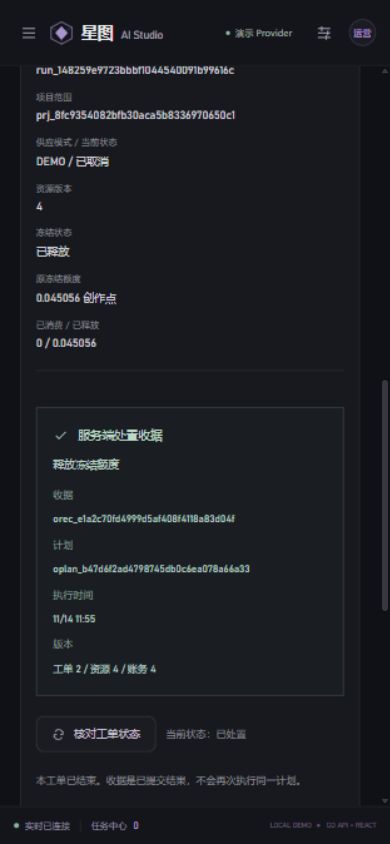 星图 AI Studio
演示 Provider
运营
run_148259e9723bbbf1044540091b99616c
项目范围
prj_8fc9354082bfb30aca5b8336970650c1
供应模式 / 当前状态
DEMO / 已取消
资源版本
4
冻结状态
已释放
原冻结额度
0.045056 创作点
已消费 / 已释放
0 / 0.045056
服务端处置收据
释放冻结额度
收据
orec_e1a2c70fd4999d5af408f4118a83d04f
计划
oplan_b47d6f2ad4798745db0c6ea078a66a33
执行时间
11/14 11:55
版本
工单 2 / 资源 4 / 账务 4
核对工单状态
当前状态：已处置
本工单已结束。收据是已提交结果，不会再次执行同一计划。
实时已连接
任务中心 0
LOCAL DEMO • GO API + REACT